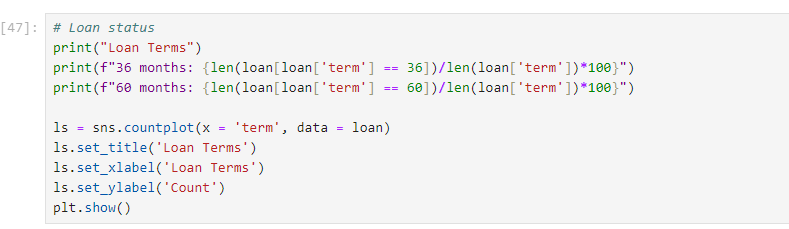 [47]: # Loan status
print("Loan Terms")
print(f"36 months: {len(loan[loan['term'] == 36])/len(loan['term'])*100}")
print(f"60 months: {len(loan[loan['term'] == 60])/len(loan['term'])*100}")
ls = sns.countplot(x = 'term', data = loan)
ls.set_title('Loan Terms')
ls.set_xlabel('Loan Terms')
ls.set_ylabel('Count')
plt.show()